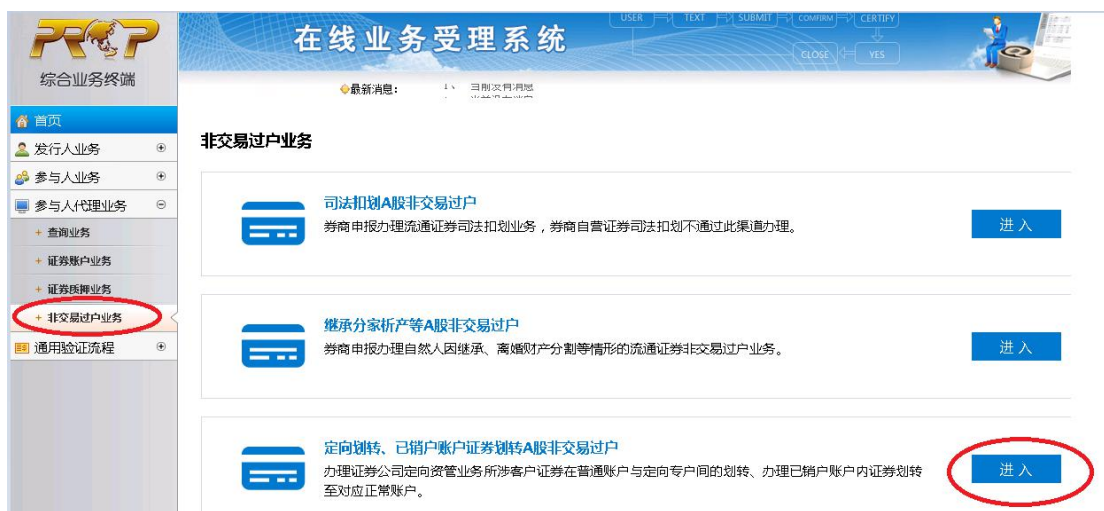 PROP
综合业务终端
在线业务受理系统
USER TEXT SUBMIT COMFIRM CERTIFY
CLOSE YES
最新消息： 1、 当前没有消息
首页
发行人业务
参与人业务
参与人代理业务
+ 查询业务
+ 证券账户业务
+ 证券质押业务
+ 非交易过户业务
通用验证流程
非交易过户业务
司法扣划A股非交易过户
券商申报办理流通证券司法扣划业务，券商自营证券司法扣划不通过此渠道办理。
进 入
继承分家析产等A股非交易过户
券商申报办理自然人因继承、离婚财产分割等情形的流通证券非交易过户业务。
进 入
定向划转、已销户账户证券划转A股非交易过户
办理证券公司定向资管业务所涉客户证券在普通账户与定向专户间的划转、办理已销户账户内证券划转
至对应正常账户。
进 入